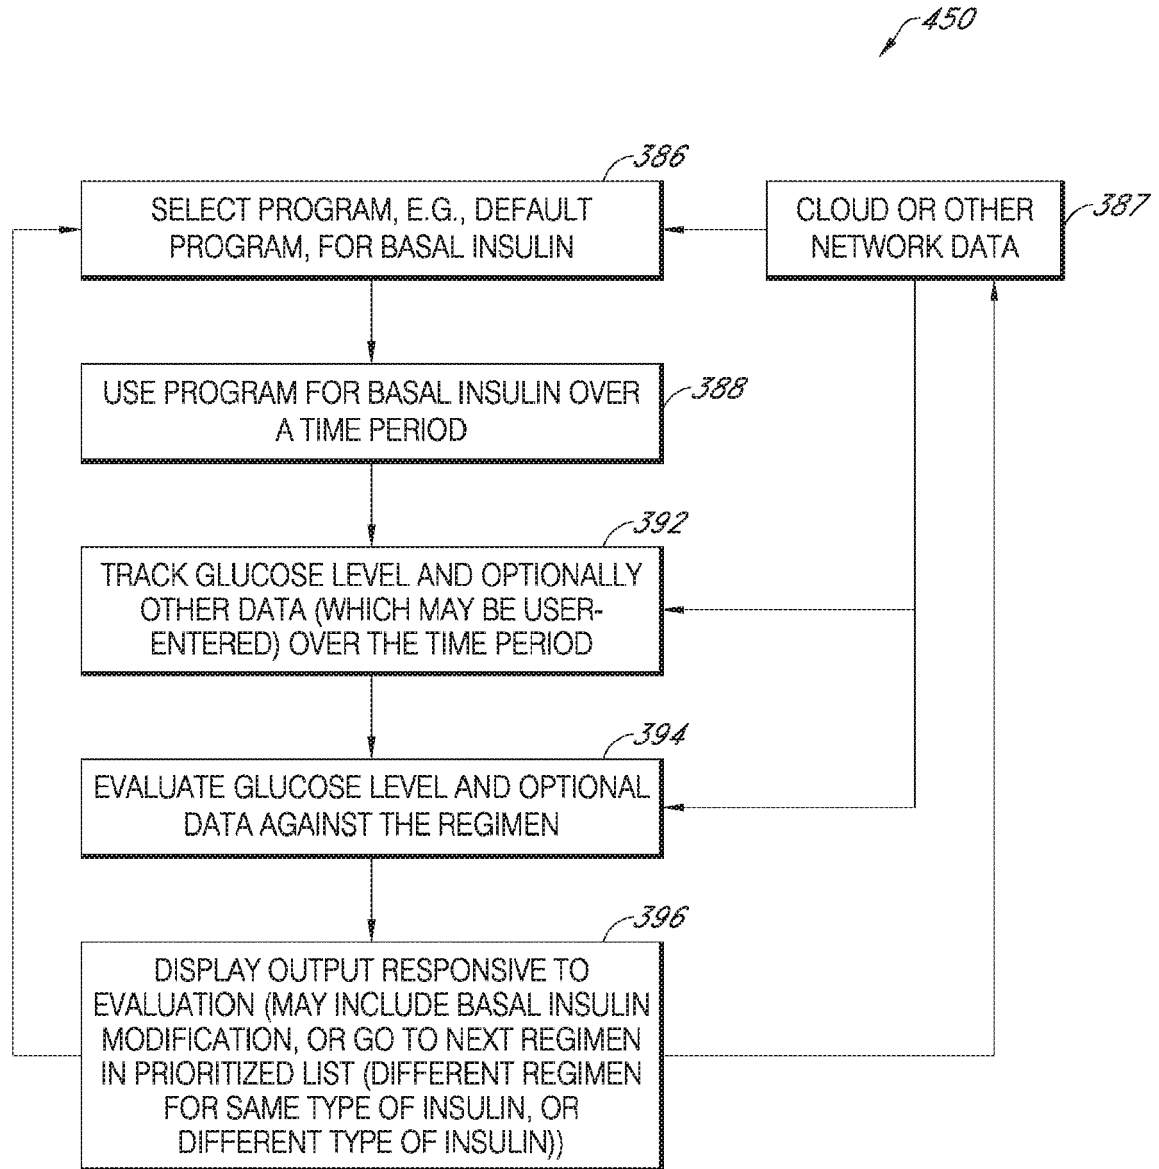 450
386
SELECT PROGRAM, E.G., DEFAULT
PROGRAM, FOR BASAL INSULIN
CLOUD OR OTHER
NETWORK DATA
387
USE PROGRAM FOR BASAL INSULIN OVER
A TIME PERIOD
388
392
TRACK GLUCOSE LEVEL AND OPTIONALLY
OTHER DATA (WHICH MAY BE USER-
ENTERED) OVER THE TIME PERIOD
394
EVALUATE GLUCOSE LEVEL AND OPTIONAL
DATA AGAINST THE REGIMEN
396
DISPLAY OUTPUT RESPONSIVE TO
EVALUATION (MAY INCLUDE BASAL INSULIN
MODIFICATION, OR GO TO NEXT REGIMEN
IN PRIORITIZED LIST (DIFFERENT REGIMEN
FOR SAME TYPE OF INSULIN, OR
DIFFERENT TYPE OF INSULIN))